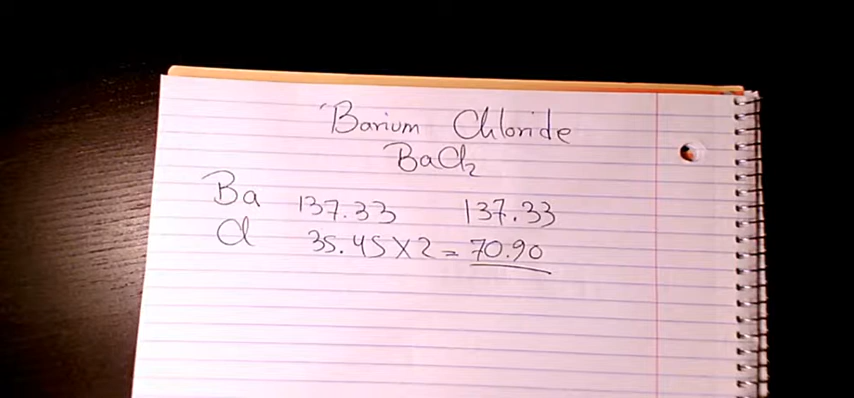 Barium Chloride
BaCl₂
Ba 137.33 137.33
Cl 35.45 X 2 = 70.90